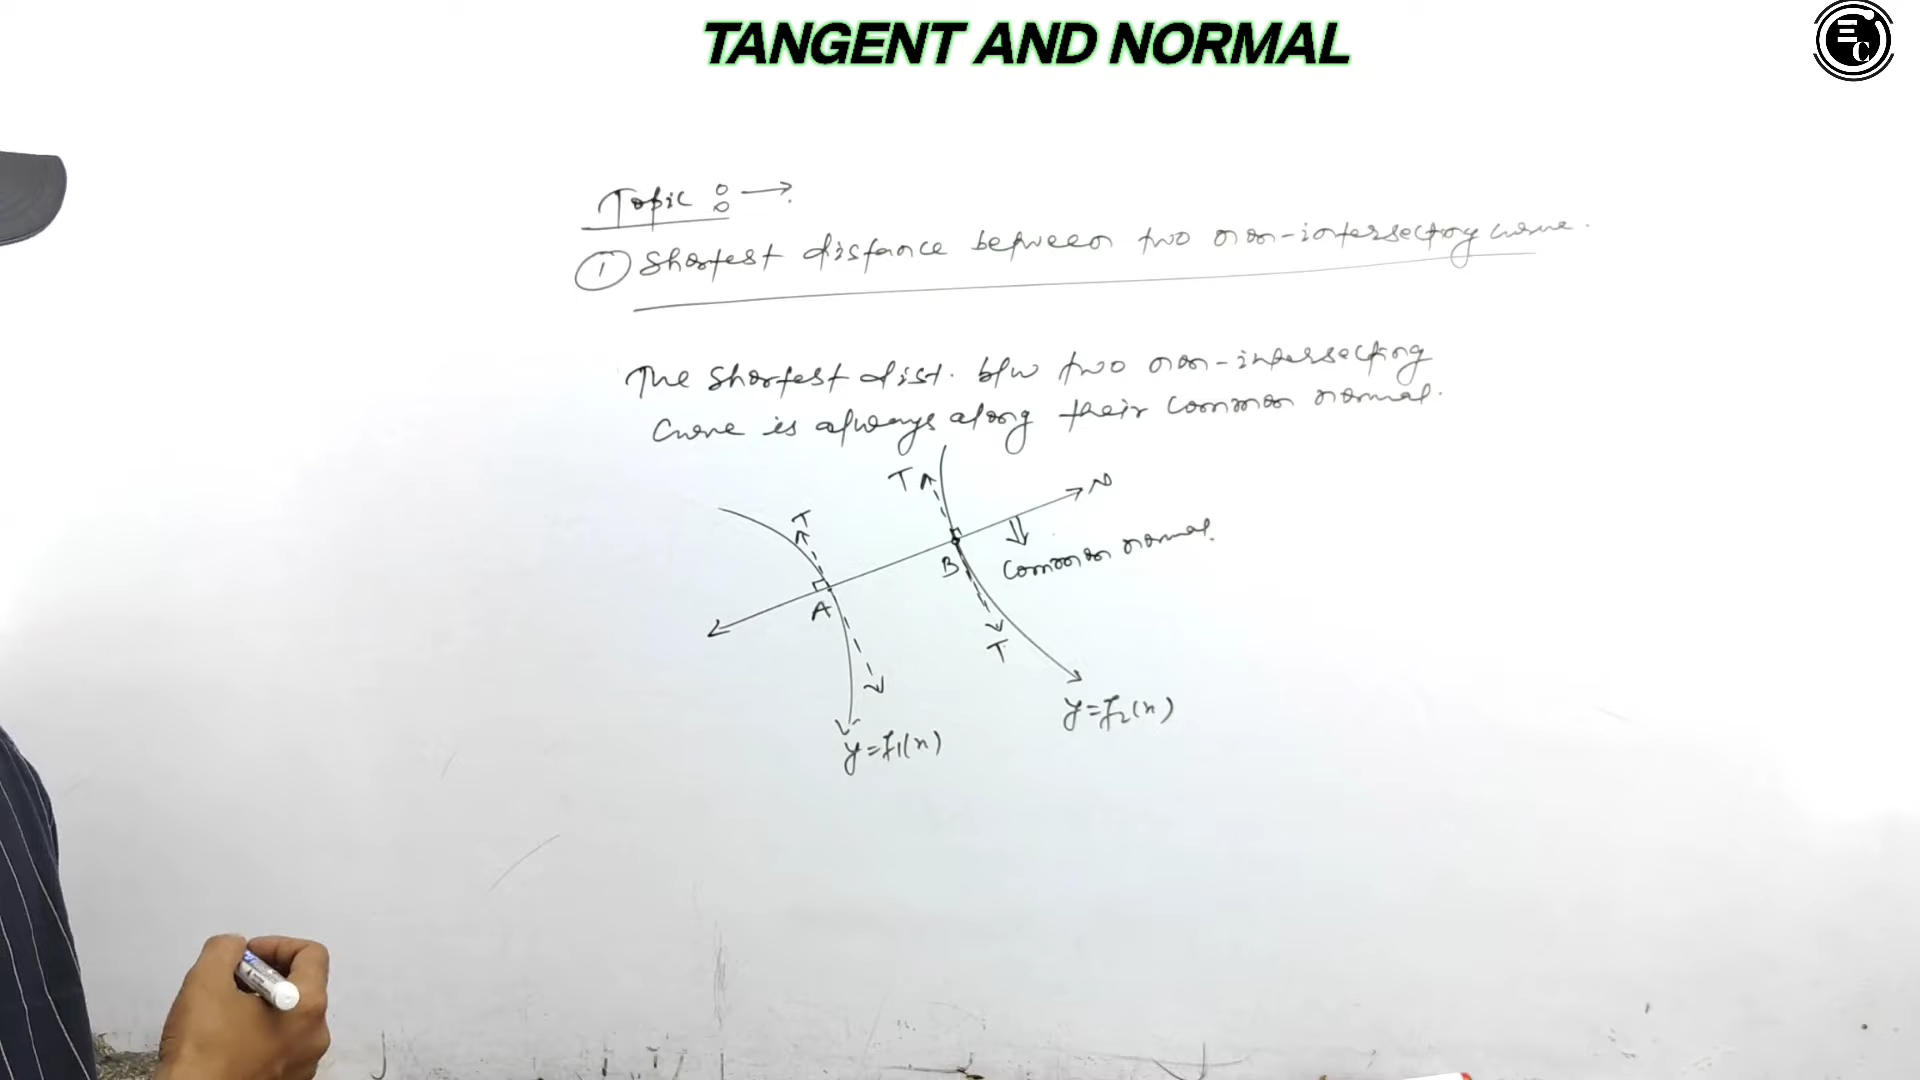 TANGENT AND NORMAL
EC
Topic :→
① Shortest distance between two non-intersecting curve.
The shortest dist. b/w two non-intersecting
curve is always along their common normal.
T
N
T
B
common normal.
A
T
y=f₂(x)
y=f₁(x)